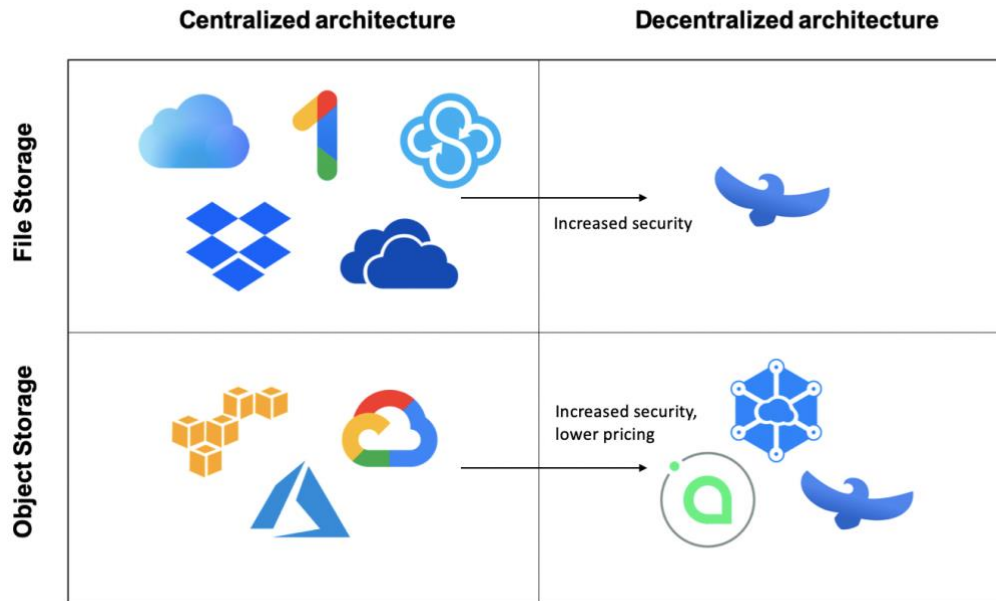 Centralized architecture
Decentralized architecture
File Storage
Increased security
Object Storage
Increased security,
lower pricing